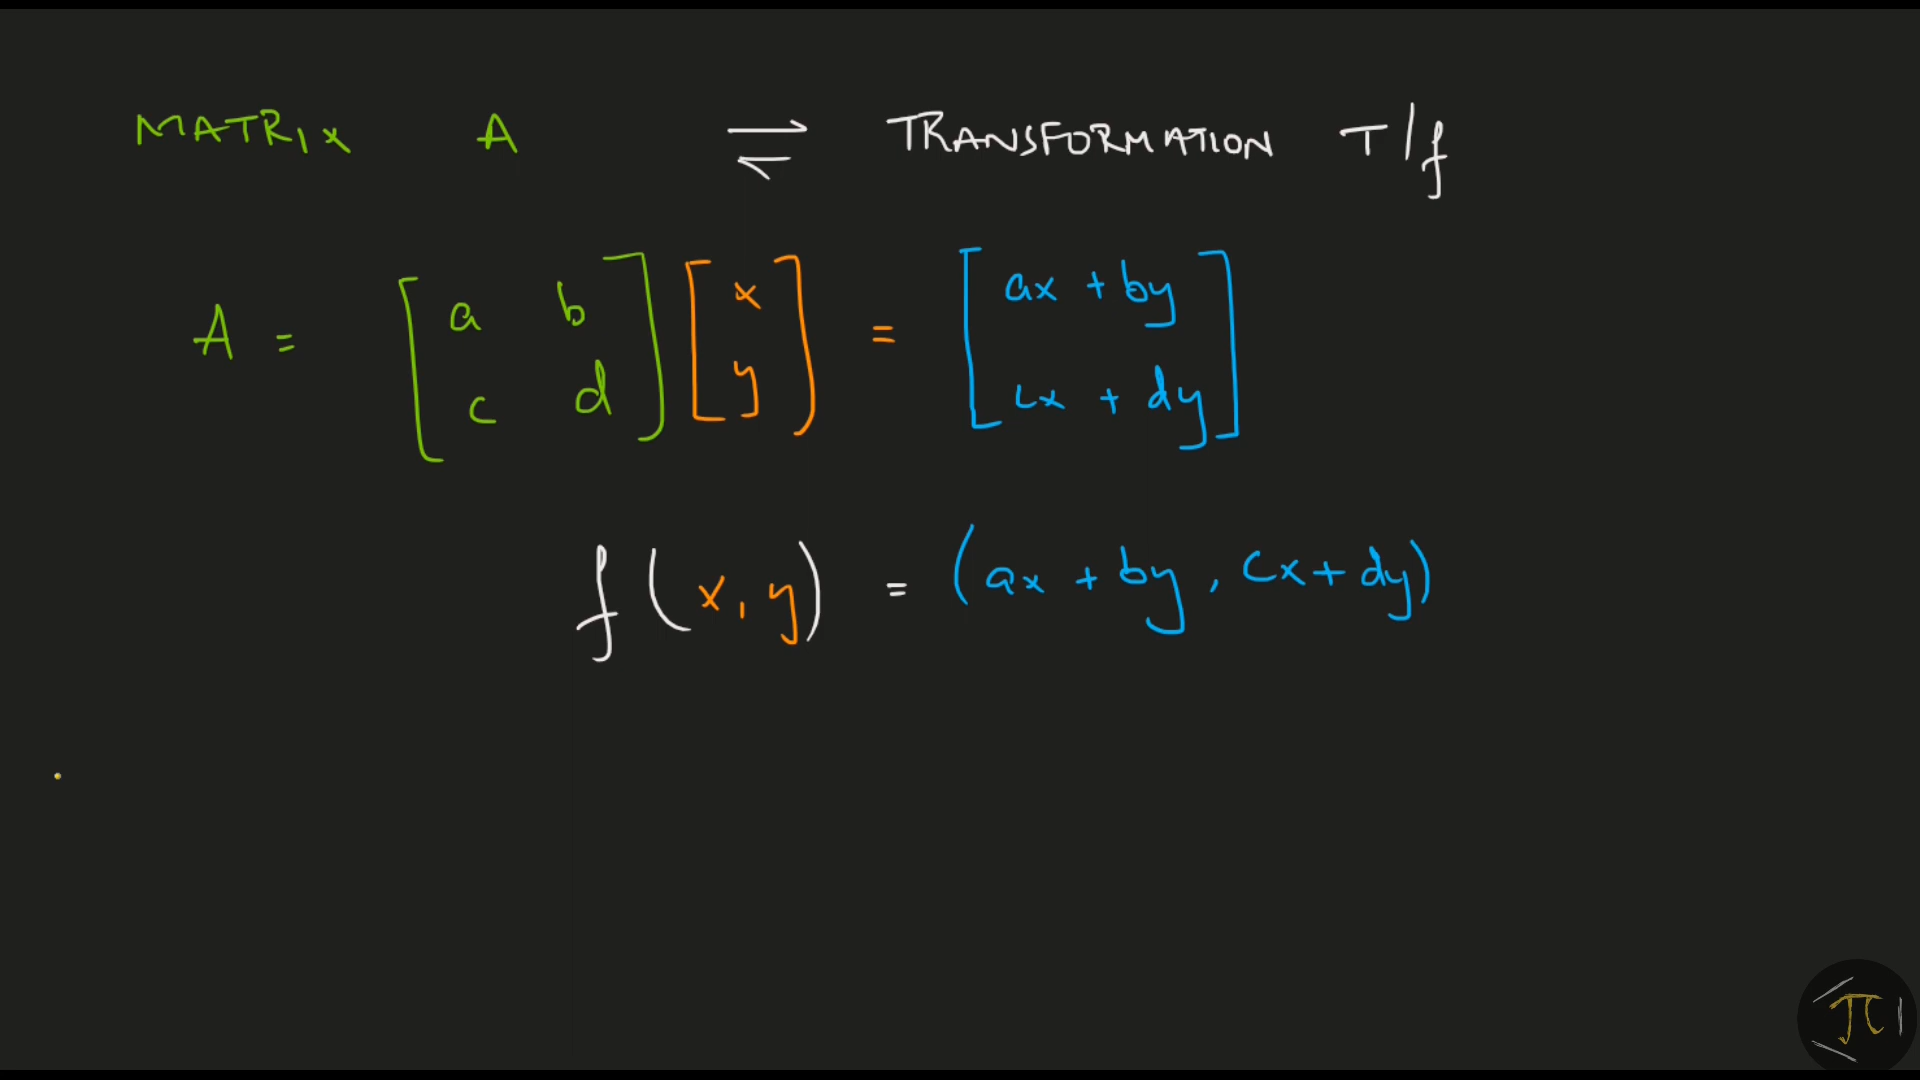 MATRIX A ⇌ TRANSFORMATION T/f
A = [a b; c d] [x; y] = [ax + by; cx + dy]
f(x, y) = (ax + by, cx + dy)
π